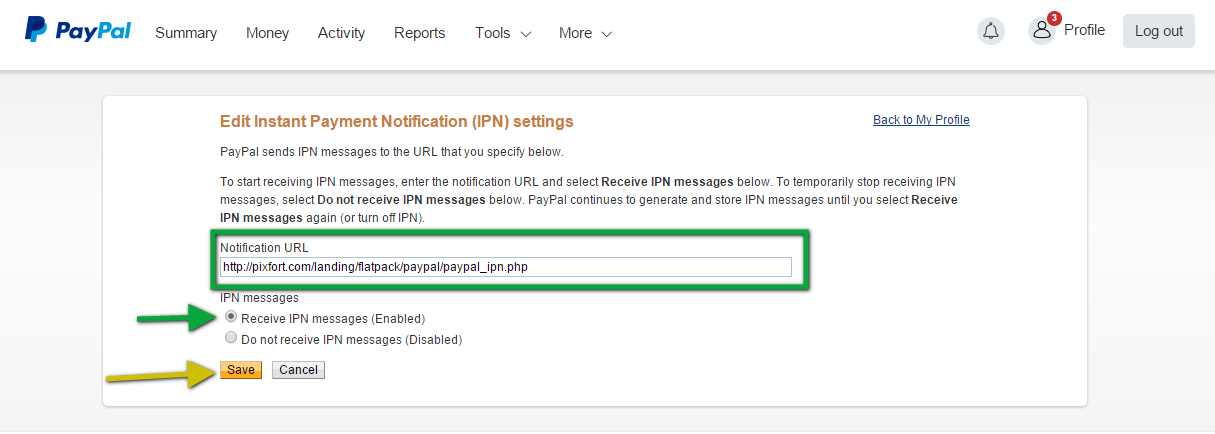 PayPal Summary Money Activity Reports Tools More 3 Profile Log out
Edit Instant Payment Notification (IPN) settings Back to My Profile
PayPal sends IPN messages to the URL that you specify below.
To start receiving IPN messages, enter the notification URL and select Receive IPN messages below. To temporarily stop receiving IPN
messages, select Do not receive IPN messages below. PayPal continues to generate and store IPN messages until you select Receive
IPN messages again (or turn off IPN).
Notification URL
http://pixfort.com/landing/flatpack/paypal/paypal_ipn.php
IPN messages
Receive IPN messages (Enabled)
Do not receive IPN messages (Disabled)
Save Cancel